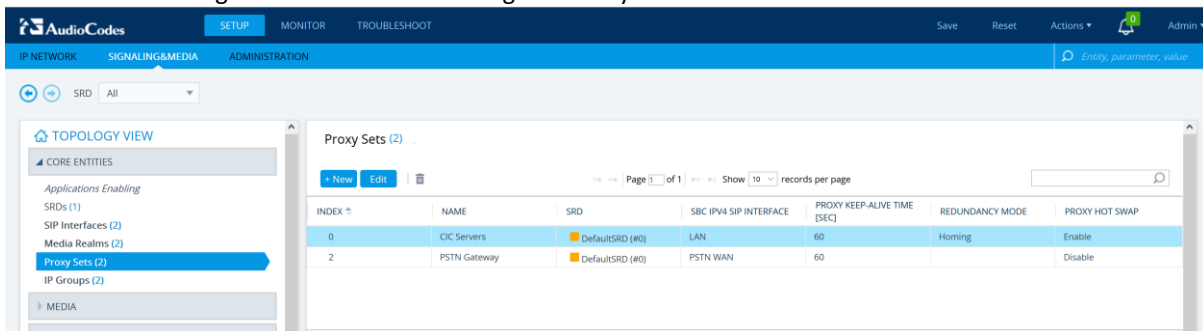 AudioCodes SETUP MONITOR TROUBLESHOOT Save Reset Actions 0 Admin
IP NETWORK SIGNALING&MEDIA ADMINISTRATION Entity, parameter, value
SRD All
TOPOLOGY VIEW
CORE ENTITIES
Applications Enabling
SRDs (1)
SIP Interfaces (2)
Media Realms (2)
Proxy Sets (2)
IP Groups (2)
MEDIA
Proxy Sets (2)
+ New Edit Page 1 of 1 Show 10 records per page
INDEX NAME SRD SBC IPV4 SIP INTERFACE PROXY KEEP-ALIVE TIME [SEC] REDUNDANCY MODE PROXY HOT SWAP
0 CIC Servers DefaultSRD (#0) LAN 60 Homing Enable
2 PSTN Gateway DefaultSRD (#0) PSTN WAN 60 Disable